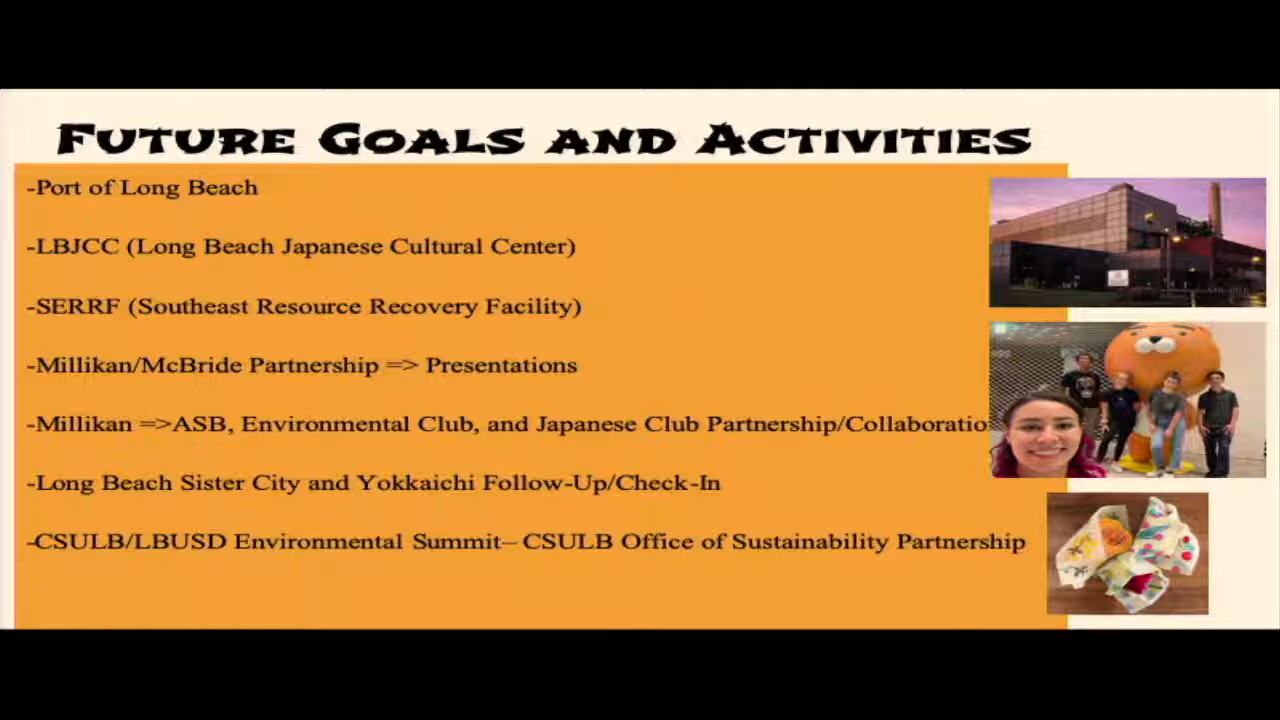 Future Goals and Activities
-Port of Long Beach
-LBJCC (Long Beach Japanese Cultural Center)
-SERRF (Southeast Resource Recovery Facility)
-Millikan/McBride Partnership => Presentations
-Millikan =>ASB, Environmental Club, and Japanese Club Partnership/Collaboratio
-Long Beach Sister City and Yokkaichi Follow-Up/Check-In
-CSULB/LBUSD Environmental Summit– CSULB Office of Sustainability Partnership